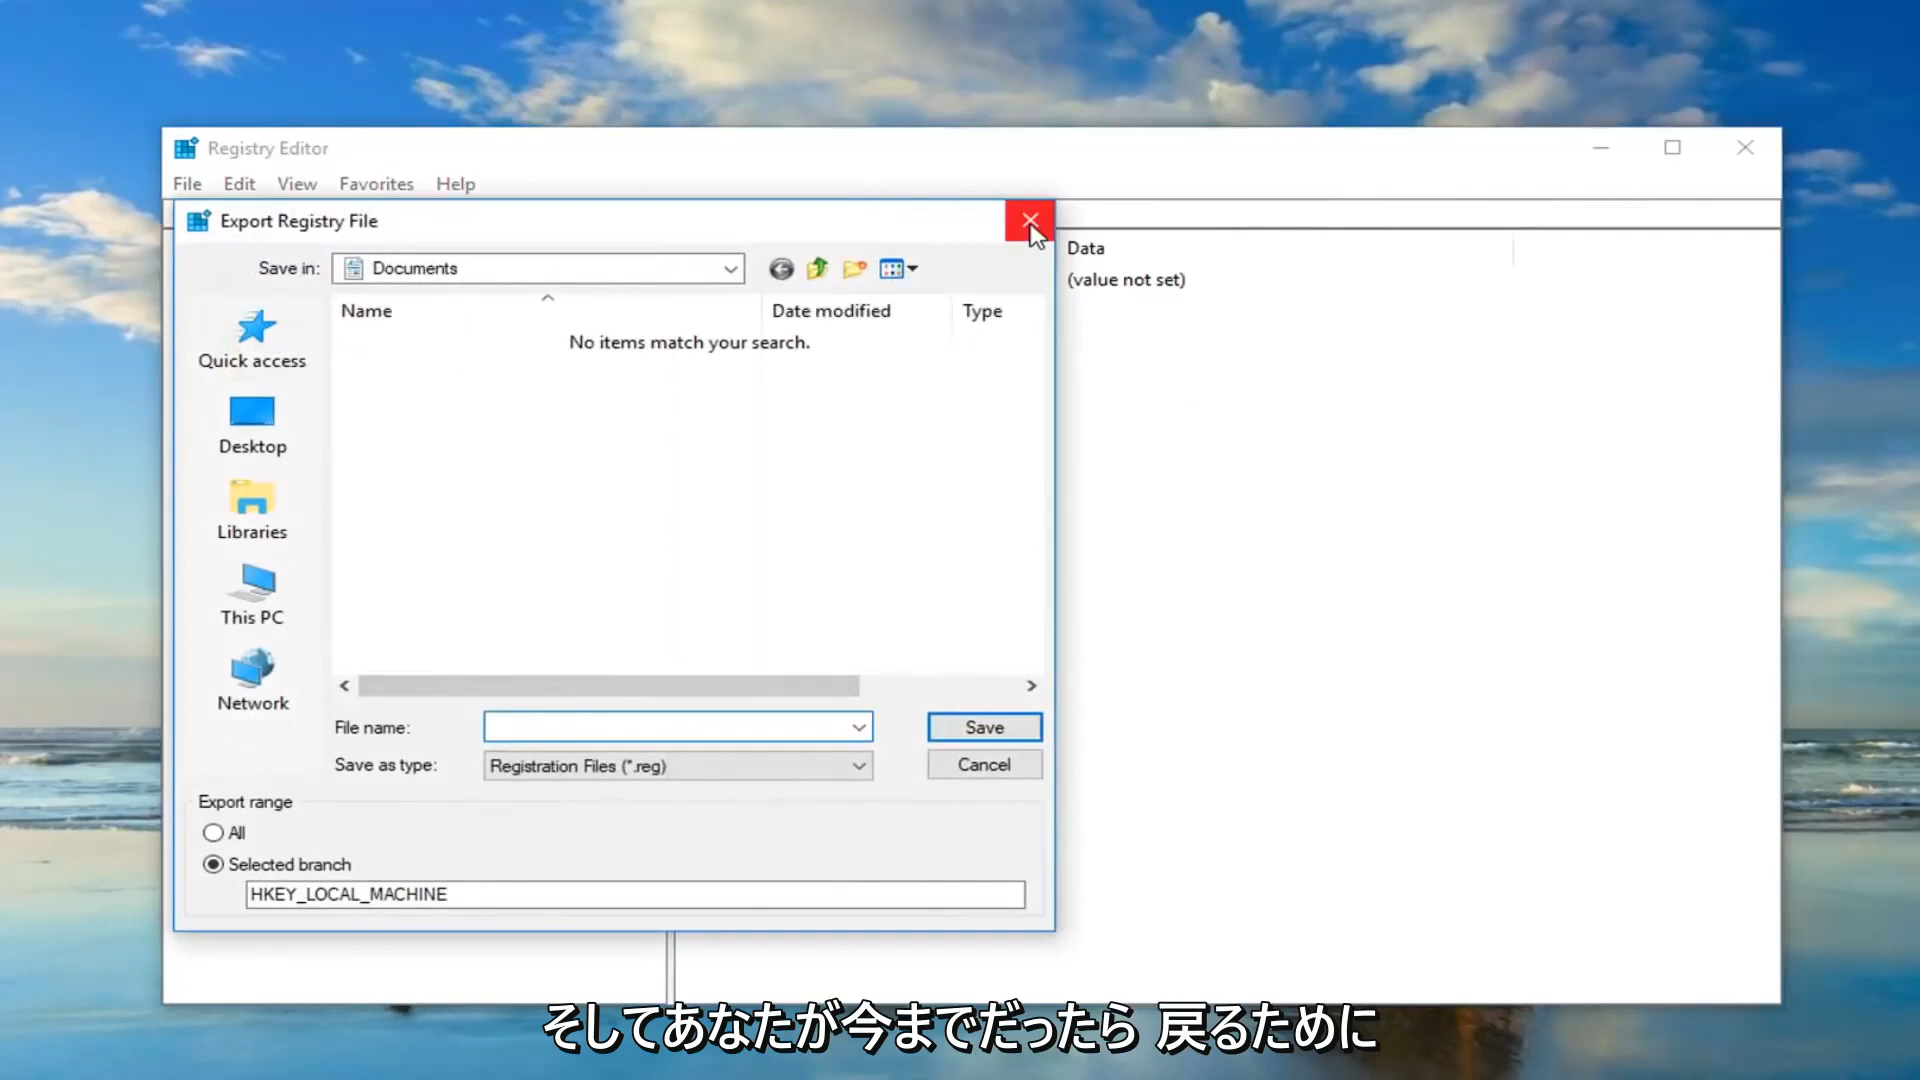 Registry Editor
File Edit View Favorites Help
Export Registry File
Data
Save in: Documents
(value not set)
Name Date modified Type
No items match your search.
Quick access
Desktop
Libraries
This PC
Network
File name: Save
Save as type: Registration Files (*.reg) Cancel
Export range
All
Selected branch
HKEY_LOCAL_MACHINE
そしてあなたが今までだったら 戻るために